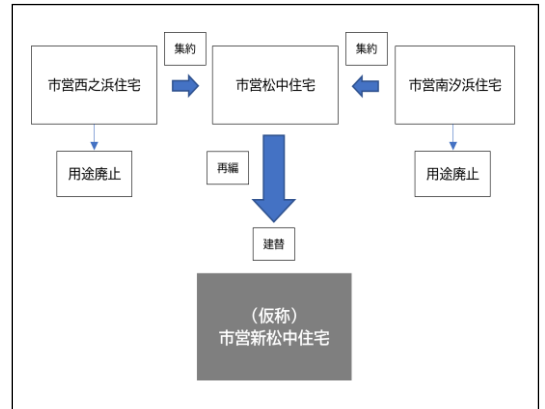 集約
集約
市営西之浜住宅
市営松中住宅
市営南汐浜住宅
用途廃止
再編
用途廃止
建替
（仮称）
市営新松中住宅